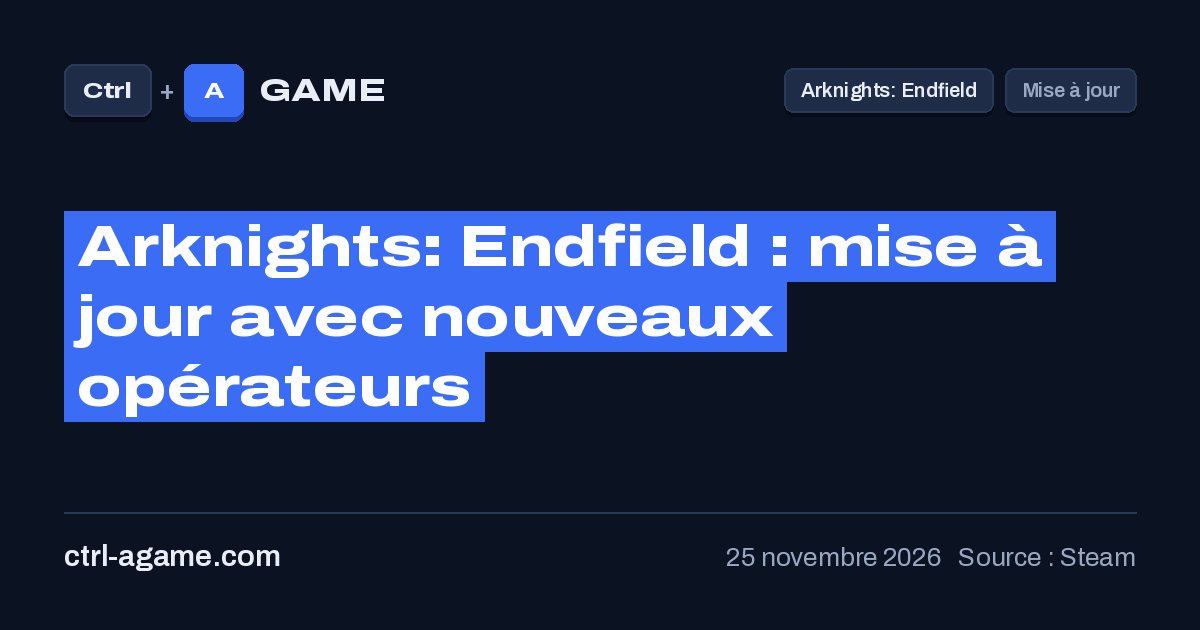 Ctrl + A GAME
Arknights: Endfield
Mise à jour
Arknights: Endfield : mise à
jour avec nouveaux
opérateurs
ctrl-agame.com
25 novembre 2026 Source : Steam